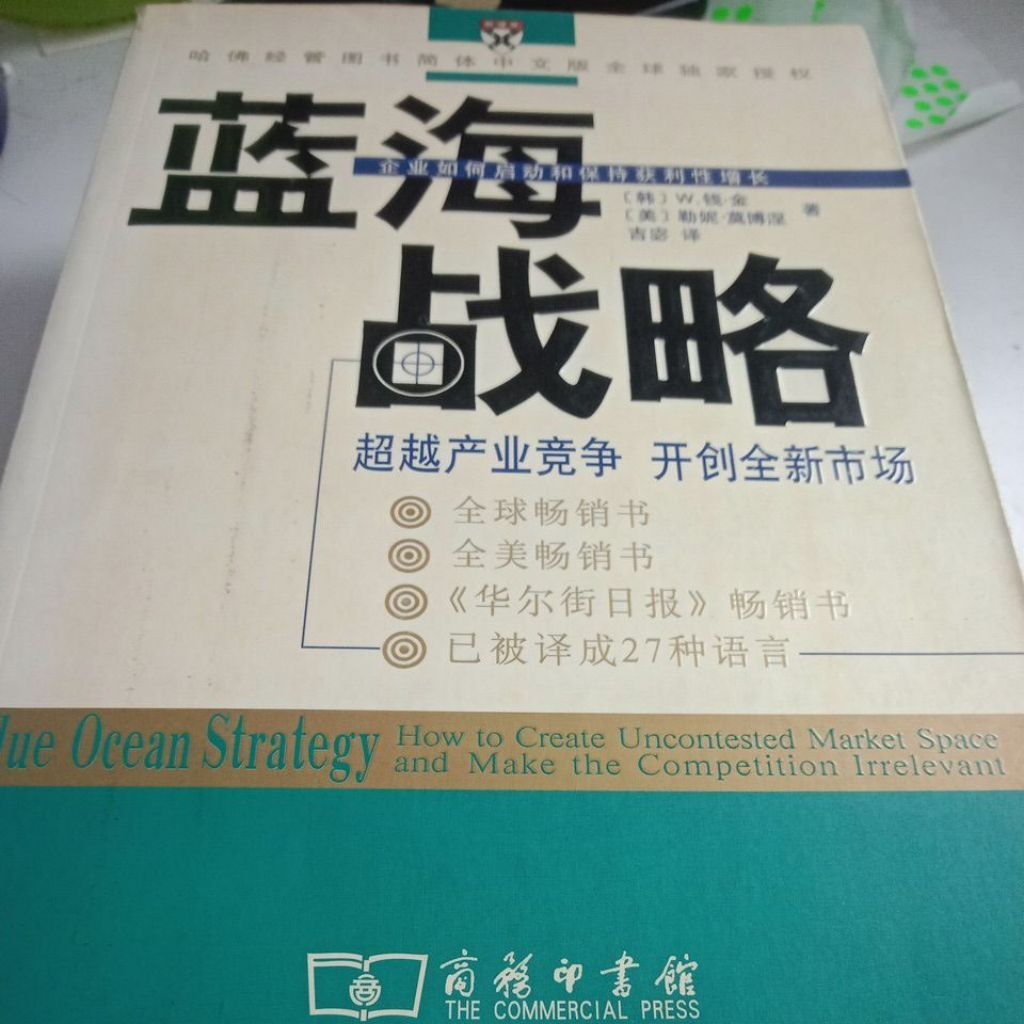 哈佛经管图书简体中文版全球独家授权
蓝海
企业如何启动和保持获利性增长
〔韩〕W.钱·金
〔美〕勒妮·莫博涅 著
吉宓 译
战略
超越产业竞争 开创全新市场
全球畅销书
全美畅销书
《华尔街日报》畅销书
已被译成27种语言
lue Ocean Strategy
How to Create Uncontested Market Space
and Make the Competition Irrelevant
商務印書館
THE COMMERCIAL PRESS